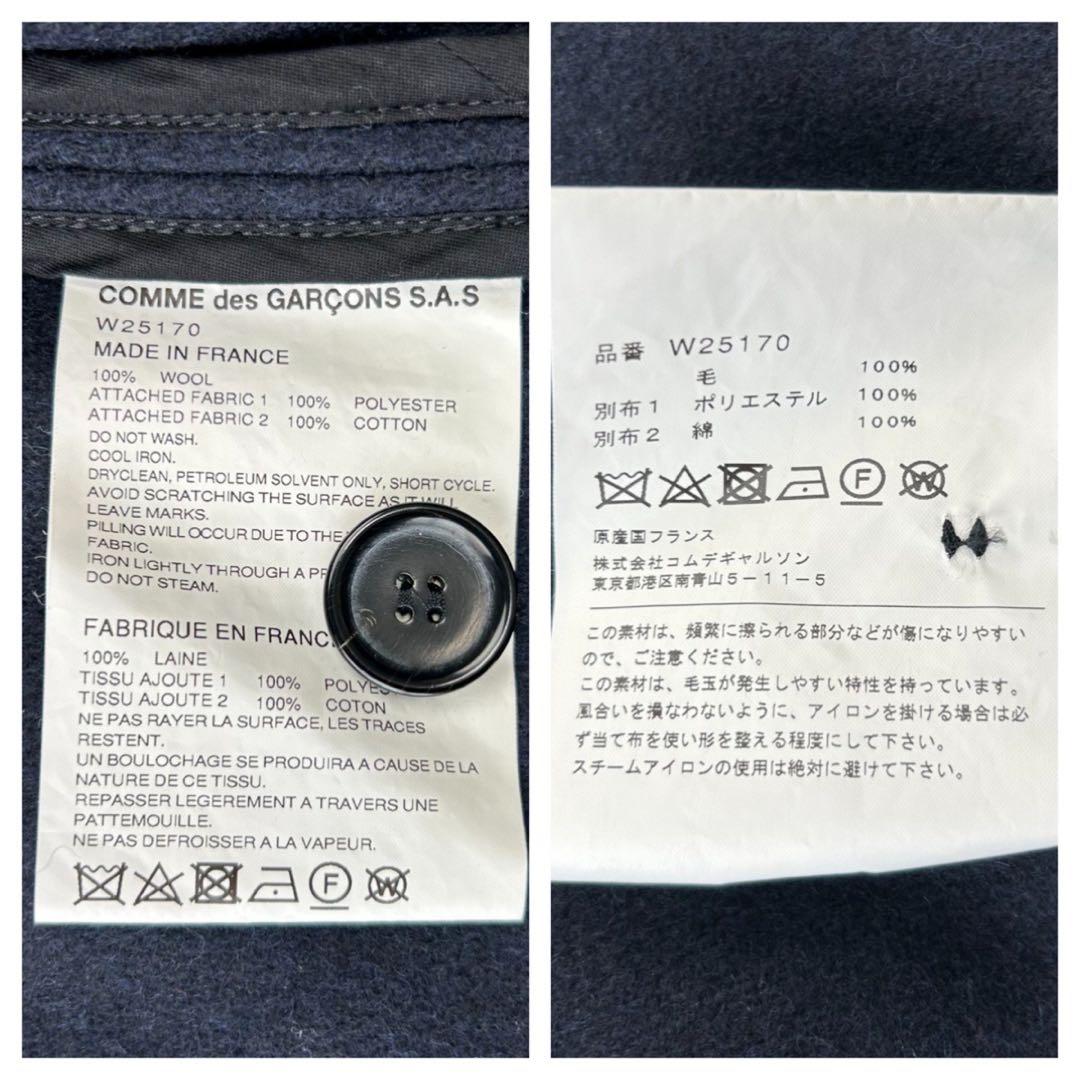 COMME des GARÇONS S.A.S
W25170
MADE IN FRANCE
100% WOOL
ATTACHED FABRIC 1 100% POLYESTER
ATTACHED FABRIC 2 100% COTTON
DO NOT WASH.
COOL IRON.
DRYCLEAN, PETROLEUM SOLVENT ONLY, SHORT CYCLE.
AVOID SCRATCHING THE SURFACE AS IT WILL
LEAVE MARKS.
PILLING WILL OCCUR DUE TO THE
FABRIC.
IRON LIGHTLY THROUGH A
DO NOT STEAM.
FABRIQUE EN
100% LAINE
TISSU AJOUTE 1 100%
TISSU AJOUTE 2 100% COTON
NE PAS RAYER LA SURFACE, LES TRACES
RESTENT.
UN BOULOCHAGE SE PRODUIRA A CAUSE DE LA
NATURE DE CE TISSU.
REPASSER LEGEREMENT A TRAVERS UNE
PATTEMOUILLE.
NE PAS DEFROISSER A LA VAPEUR.
F W
品番 W25170
毛 100%
別布1 ポリエステル 100%
別布2 綿 100%
F W
原産国フランス
株式会社コムデギャルソン
東京都港区南青山5-11-5
この素材は、頻繁に擦られる部分などが傷になりやすい
ので、ご注意ください。
この素材は、毛玉が発生しやすい特性を持っています。
風合いを損なわないように、アイロンを掛ける場合は必
ず当て布を使い形を整える程度にして下さい。
スチームアイロンの使用は絶対に避けて下さい。